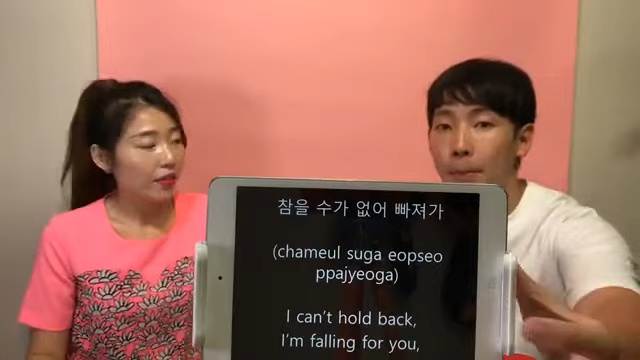 참을 수가 없어 빠져가
(chameul suga eopseo
ppajyeoga)
I can't hold back,
I'm falling for you,